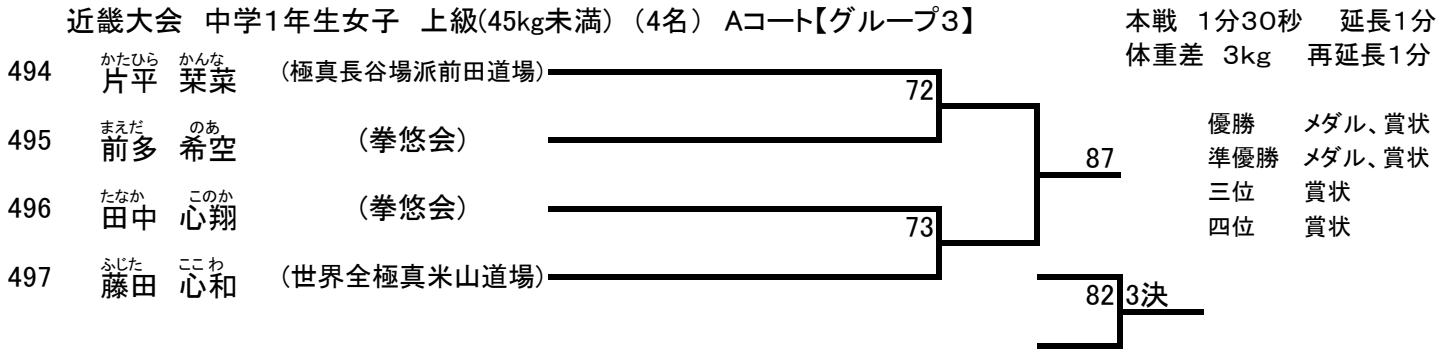 近畿大会 中学1年生女子 上級(45kg未満) (4名) Aコート【グループ3】
本戦 1分30秒 延長1分
体重差 3kg 再延長1分
494 片平 栞菜 (極真長谷場派前田道場)
かたひら かんな
72
495 前多 希空 (拳悠会)
まえだ のあ
87
496 田中 心翔 (拳悠会)
たなか このか
73
497 藤田 心和 (世界全極真米山道場)
ふじた ここわ
82 3決
優勝 メダル、賞状
準優勝 メダル、賞状
三位 賞状
四位 賞状